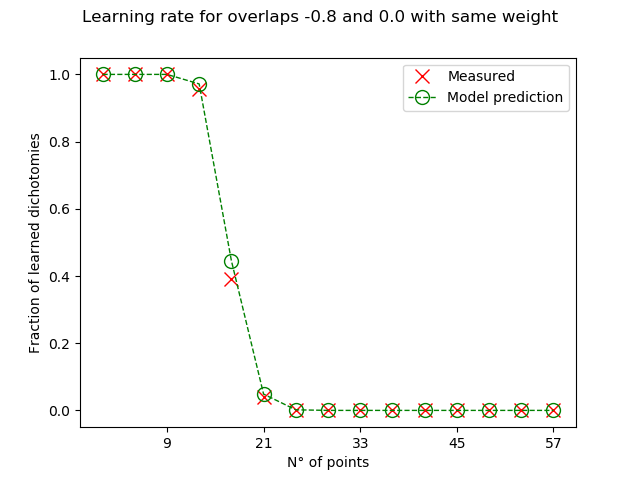 Learning rate for overlaps -0.8 and 0.0 with same weight
Measured
Model prediction
1.0
0.8
0.6
0.4
0.2
0.0
Fraction of learned dichotomies
9 21 33 45 57
N° of points